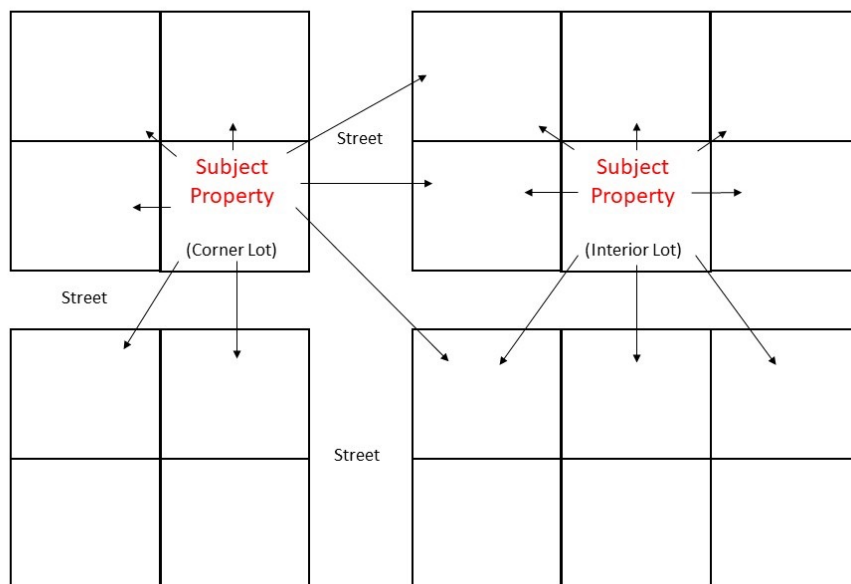 Street
Subject
Property
(Corner Lot)
Subject
Property
(Interior Lot)
Street
Street